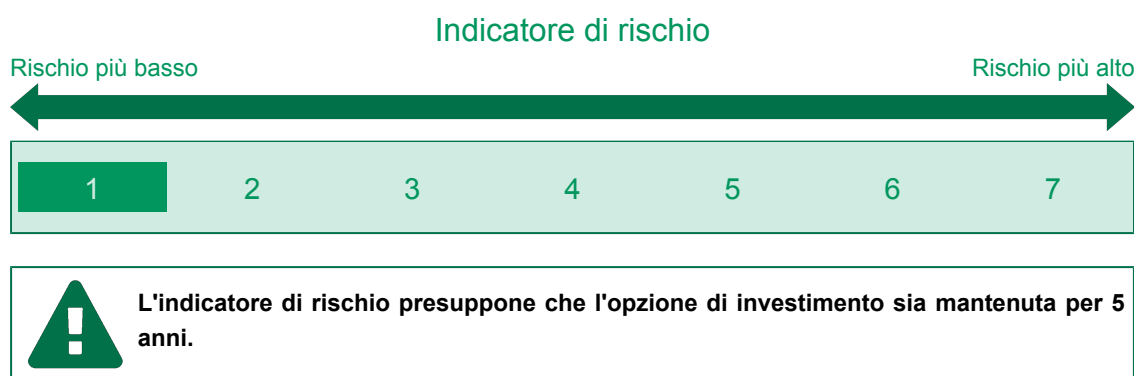 Indicatore di rischio
Rischio più basso Rischio più alto
1 2 3 4 5 6 7
L'indicatore di rischio presuppone che l'opzione di investimento sia mantenuta per 5
anni.